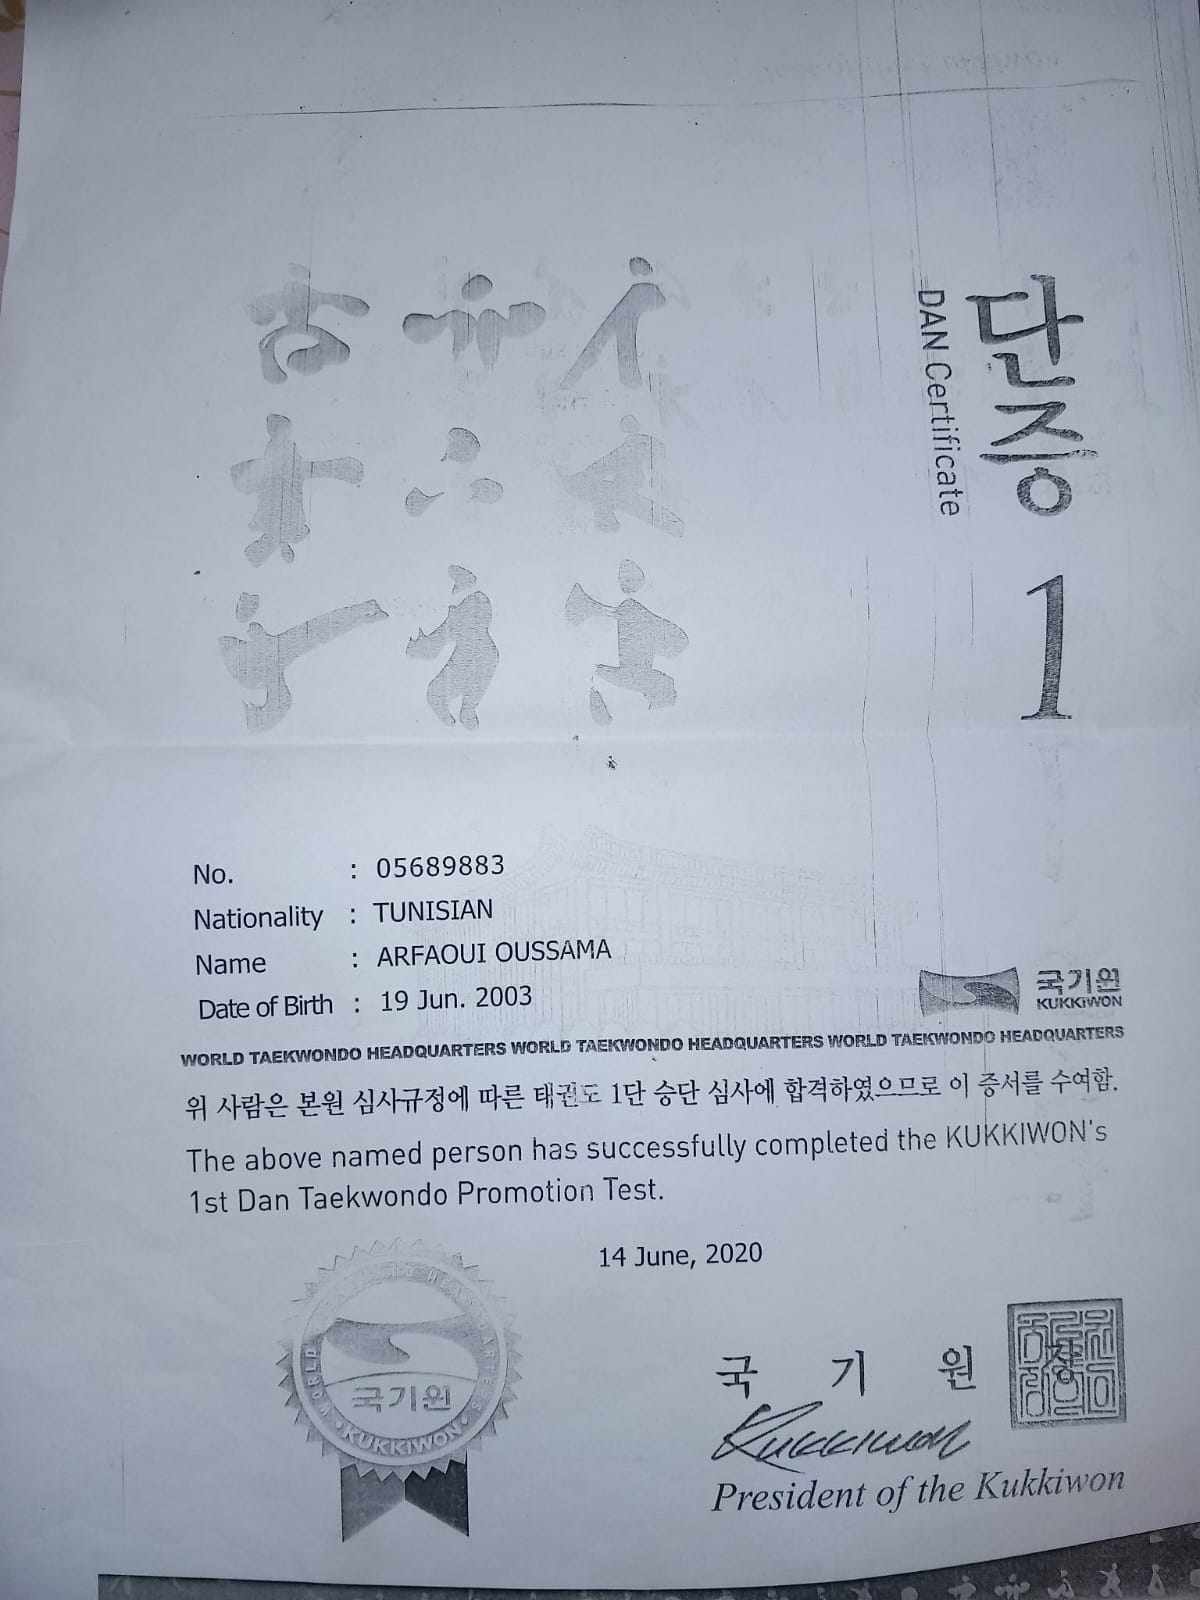 단증 1
DAN Certificate
No. : 05689883
Nationality : TUNISIAN
Name : ARFAOUI OUSSAMA
Date of Birth : 19 Jun. 2003
국기원
KUKKIWON
WORLD TAEKWONDO HEADQUARTERS WORLD TAEKWONDO HEADQUARTERS WORLD TAEKWONDO HEADQUARTERS
위 사람은 본원 심사규정에 따른 태권도 1단 승단 심사에 합격하였으므로 이 증서를 수여함.
The above named person has successfully completed the KUKKIWON's
1st Dan Taekwondo Promotion Test.
14 June, 2020
국기원
KUKKIWON
국 기 원
Kukkiwon
President of the Kukkiwon